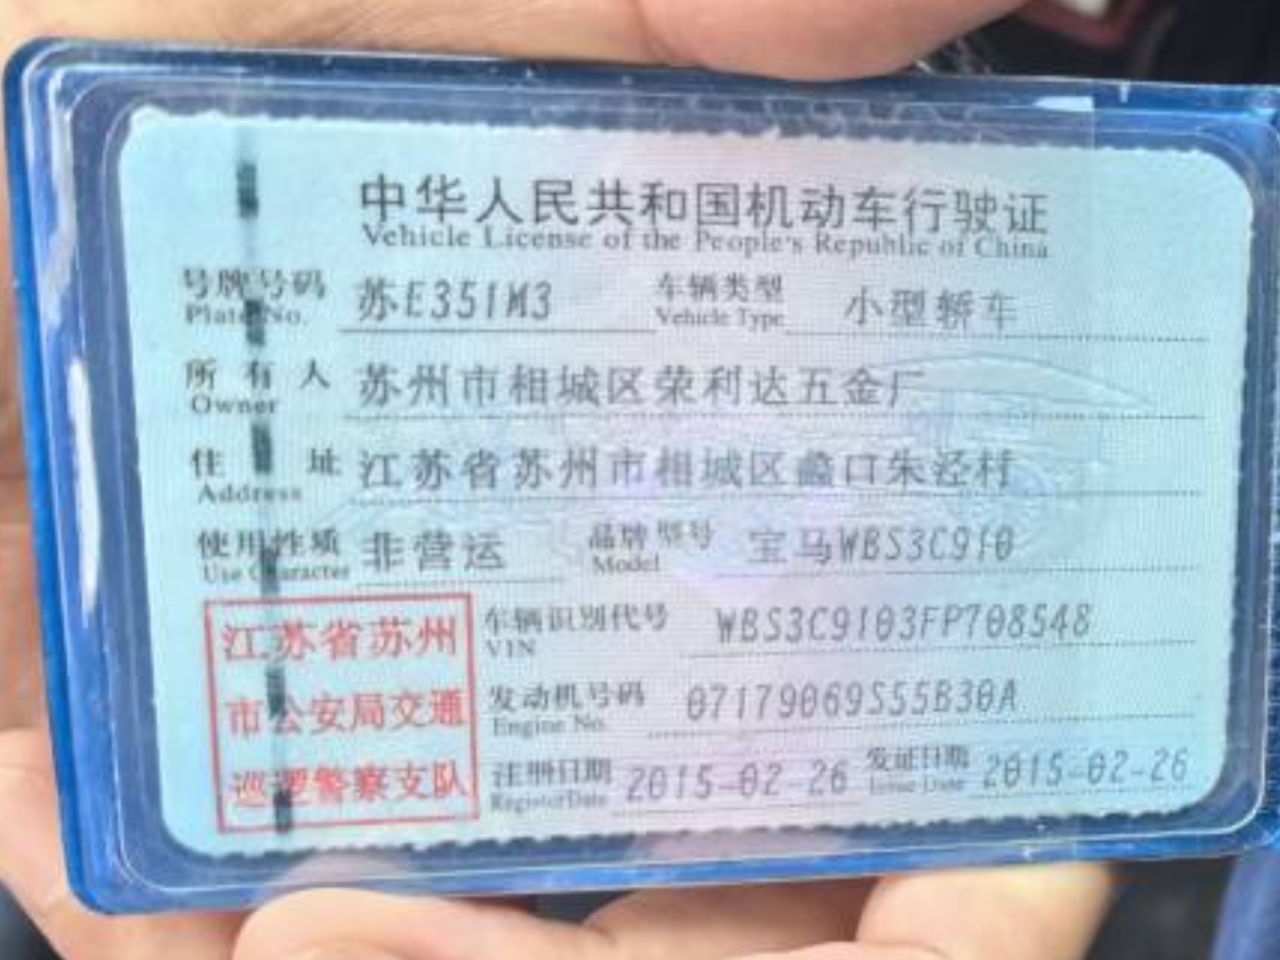 中华人民共和国机动车行驶证
Vehicle License of the People's Republic of China
号牌号码 苏E351M3 车辆类型 小型轿车
Plate No. Vehicle Type
所有人 苏州市相城区荣利达五金厂
Owner
住址 江苏省苏州市相城区蠡口朱泾村
Address
使用性质 非营运 品牌型号 宝马WBS3C910
Use Character Model
江苏省苏州
市公安局交通
巡逻警察支队
车辆识别代号 WBS3C9103FP708548
VIN
发动机号码 07179069S55B30A
Engine No.
注册日期 2015-02-26 发证日期 2015-02-26
Register Date Issue Date